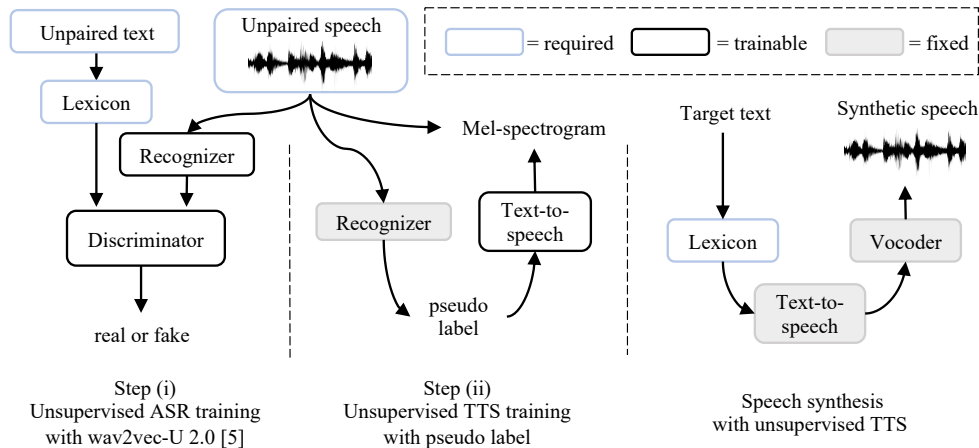 Unpaired text
Lexicon
Recognizer
Discriminator
real or fake
Step (i)
Unsupervised ASR training
with wav2vec-U 2.0 [5]
Unpaired speech
Mel-spectrogram
Recognizer
Text-to-
speech
pseudo
label
Step (ii)
Unsupervised TTS training
with pseudo label
= required
= trainable
= fixed
Target text
Synthetic speech
Lexicon
Vocoder
Text-to-
speech
Speech synthesis
with unsupervised TTS